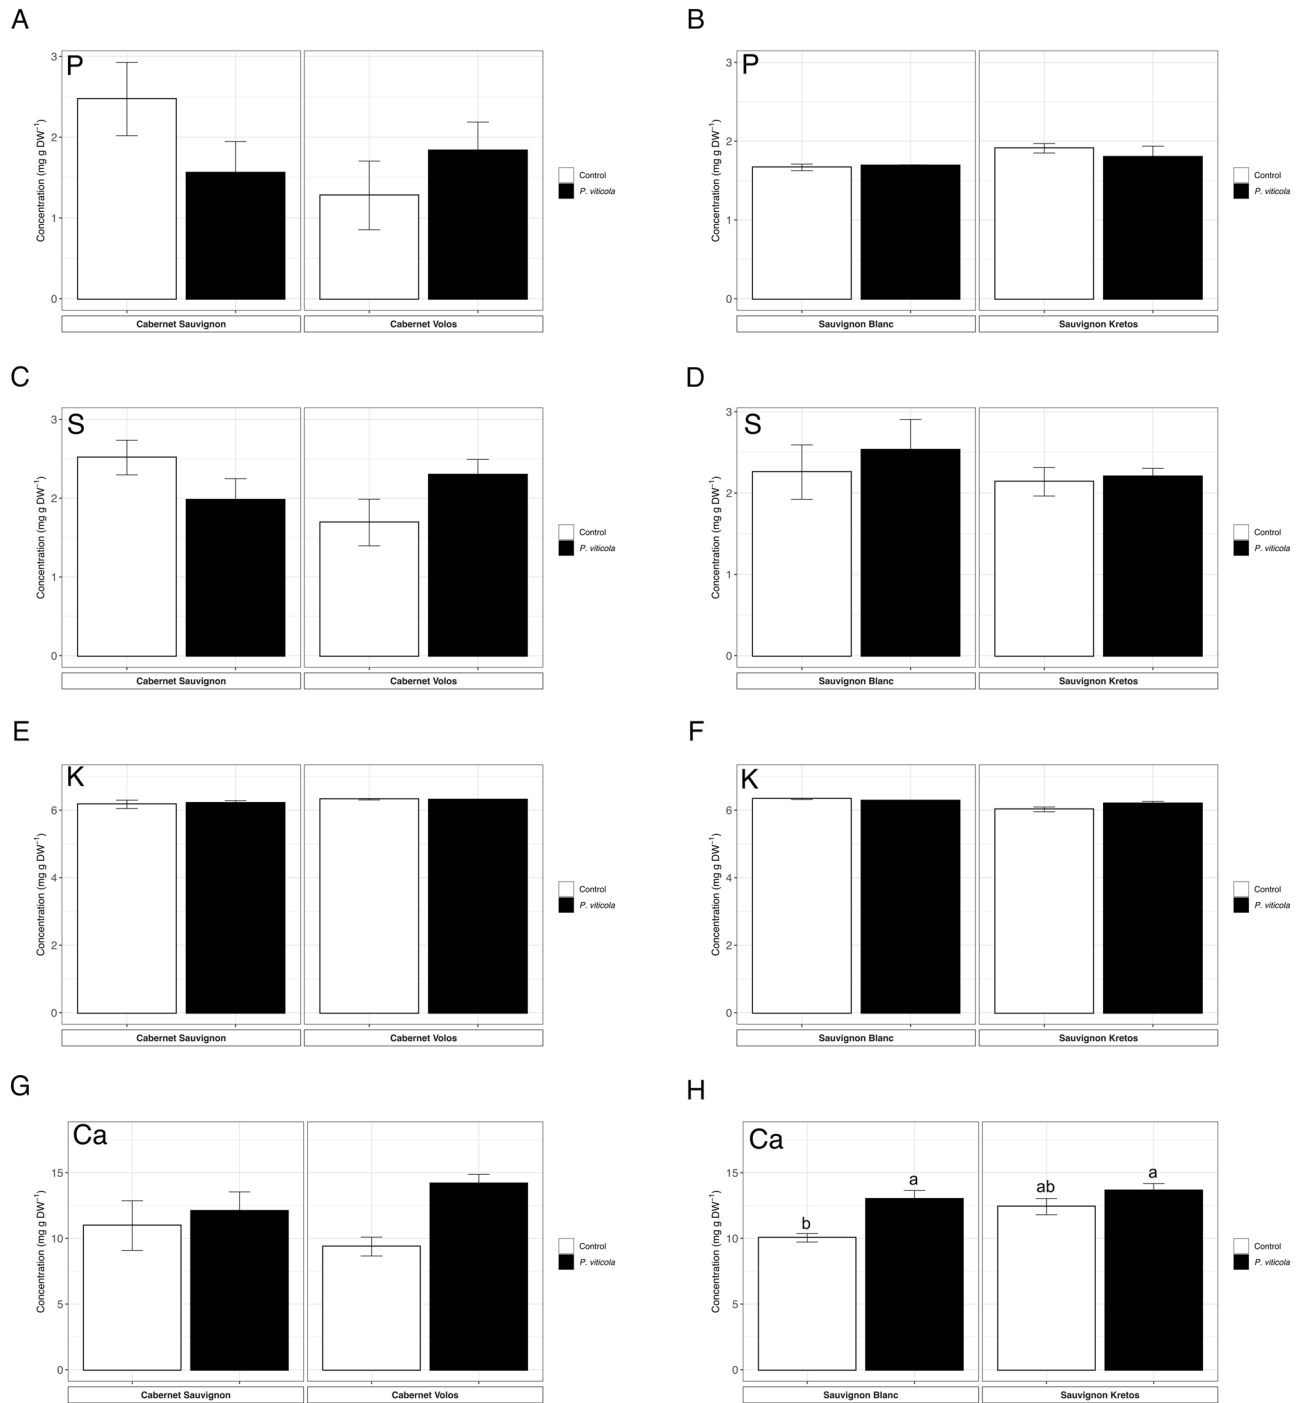 A
B
P
3
2
1
0
Concentration (mg g DW⁻¹)
Cabernet Sauvignon
Cabernet Volos
Control
P. viticola
P
3
2
1
0
Concentration (mg g DW⁻¹)
Sauvignon Blanc
Sauvignon Kretos
Control
P. viticola
C
D
S
3
2
1
0
Concentration (mg g DW⁻¹)
Cabernet Sauvignon
Cabernet Volos
Control
P. viticola
S
3
2
1
0
Concentration (mg g DW⁻¹)
Sauvignon Blanc
Sauvignon Kretos
Control
P. viticola
E
F
K
6
4
2
0
Concentration (mg g DW⁻¹)
Cabernet Sauvignon
Cabernet Volos
Control
P. viticola
K
6
4
2
0
Concentration (mg g DW⁻¹)
Sauvignon Blanc
Sauvignon Kretos
Control
P. viticola
G
H
Ca
15
10
5
0
Concentration (mg g DW⁻¹)
Cabernet Sauvignon
Cabernet Volos
Control
P. viticola
Ca
15
10
5
0
Concentration (mg g DW⁻¹)
b
a
ab
a
Sauvignon Blanc
Sauvignon Kretos
Control
P. viticola